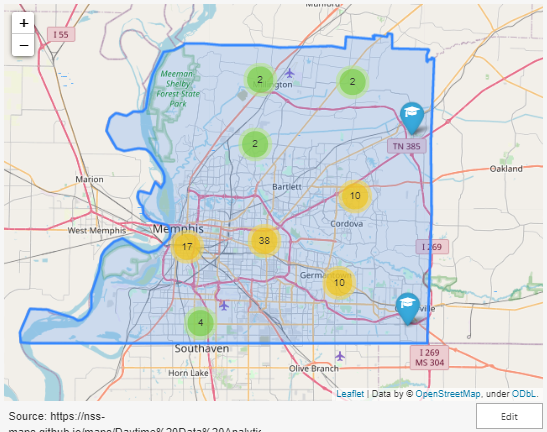 Munford
I 55
+
−
Meeman
Shelby
Forest State
Park
2
2
2
TN 385
Oakland
Marion
Bartlett
10
Cordova
West Memphis
Memphis
17
38
I 269
10
4
Southaven
I 269
MS 304
Horn Lake
Olive Branch
Leaflet | Data by © OpenStreetMap, under ODbL.
Source: https://nss-
Edit